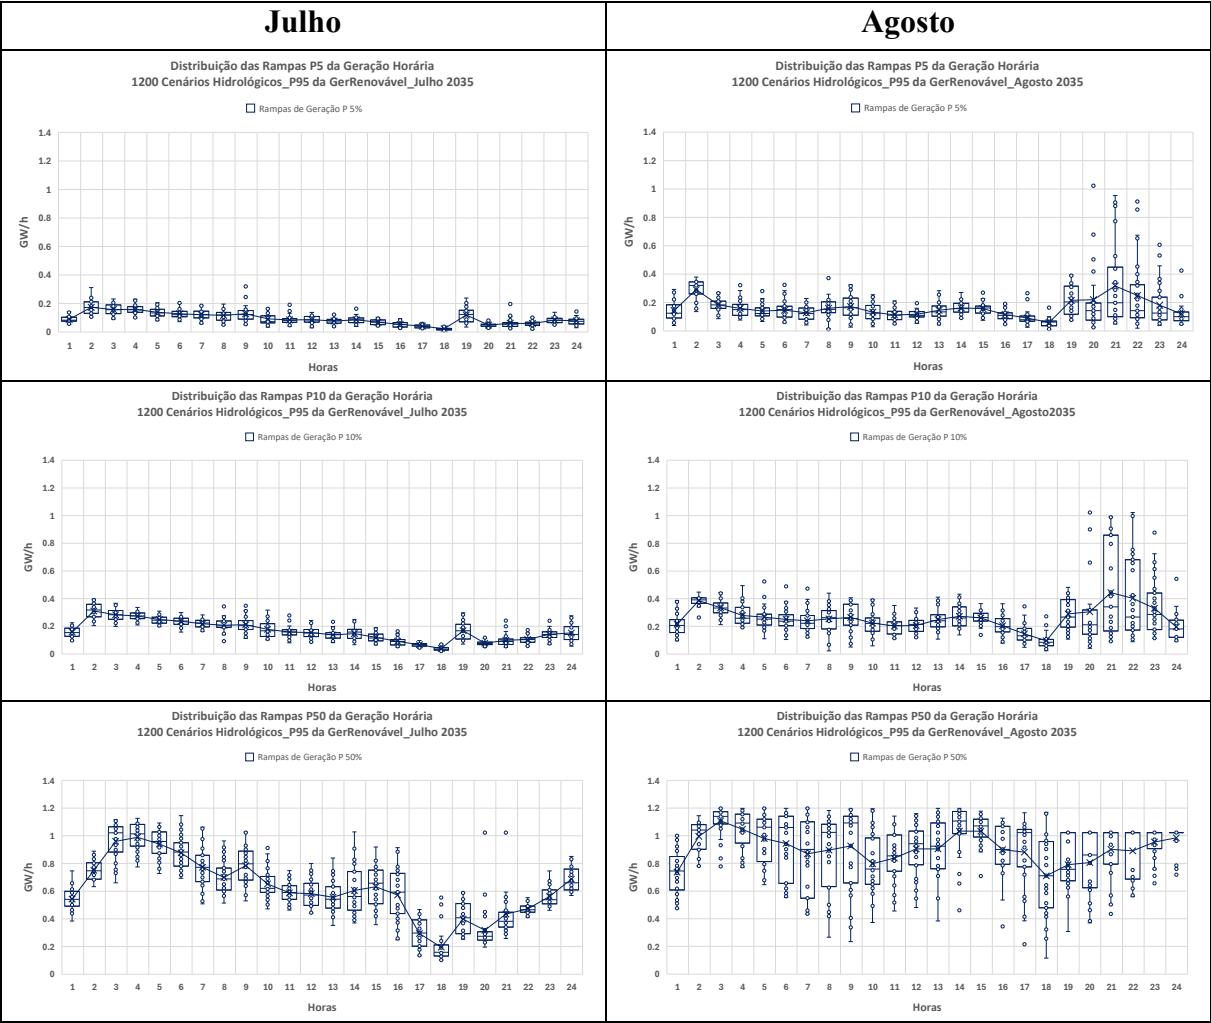 Julho
Agosto
Distribuição das Rampas P5 da Geração Horária
1200 Cenários Hidrológicos_P95 da GerRenovável_Julho 2035
Rampas de Geração P 5%
1.4
1.2
1
0.8
0.6
0.4
0.2
0
GW/h
1 2 3 4 5 6 7 8 9 10 11 12 13 14 15 16 17 18 19 20 21 22 23 24
Horas
Distribuição das Rampas P5 da Geração Horária
1200 Cenários Hidrológicos_P95 da GerRenovável_Agosto 2035
Rampas de Geração P 5%
1.4
1.2
1
0.8
0.6
0.4
0.2
0
GW/h
1 2 3 4 5 6 7 8 9 10 11 12 13 14 15 16 17 18 19 20 21 22 23 24
Horas
Distribuição das Rampas P10 da Geração Horária
1200 Cenários Hidrológicos_P95 da GerRenovável_Julho 2035
Rampas de Geração P 10%
1.4
1.2
1
0.8
0.6
0.4
0.2
0
GW/h
1 2 3 4 5 6 7 8 9 10 11 12 13 14 15 16 17 18 19 20 21 22 23 24
Horas
Distribuição das Rampas P10 da Geração Horária
1200 Cenários Hidrológicos_P95 da GerRenovável_Agosto2035
Rampas de Geração P 10%
1.4
1.2
1
0.8
0.6
0.4
0.2
0
GW/h
1 2 3 4 5 6 7 8 9 10 11 12 13 14 15 16 17 18 19 20 21 22 23 24
Horas
Distribuição das Rampas P50 da Geração Horária
1200 Cenários Hidrológicos_P95 da GerRenovável_Julho 2035
Rampas de Geração P 50%
1.4
1.2
1
0.8
0.6
0.4
0.2
0
GW/h
1 2 3 4 5 6 7 8 9 10 11 12 13 14 15 16 17 18 19 20 21 22 23 24
Horas
Distribuição das Rampas P50 da Geração Horária
1200 Cenários Hidrológicos_P95 da GerRenovável_Agosto 2035
Rampas de Geração P 50%
1.4
1.2
1
0.8
0.6
0.4
0.2
0
GW/h
1 2 3 4 5 6 7 8 9 10 11 12 13 14 15 16 17 18 19 20 21 22 23 24
Horas